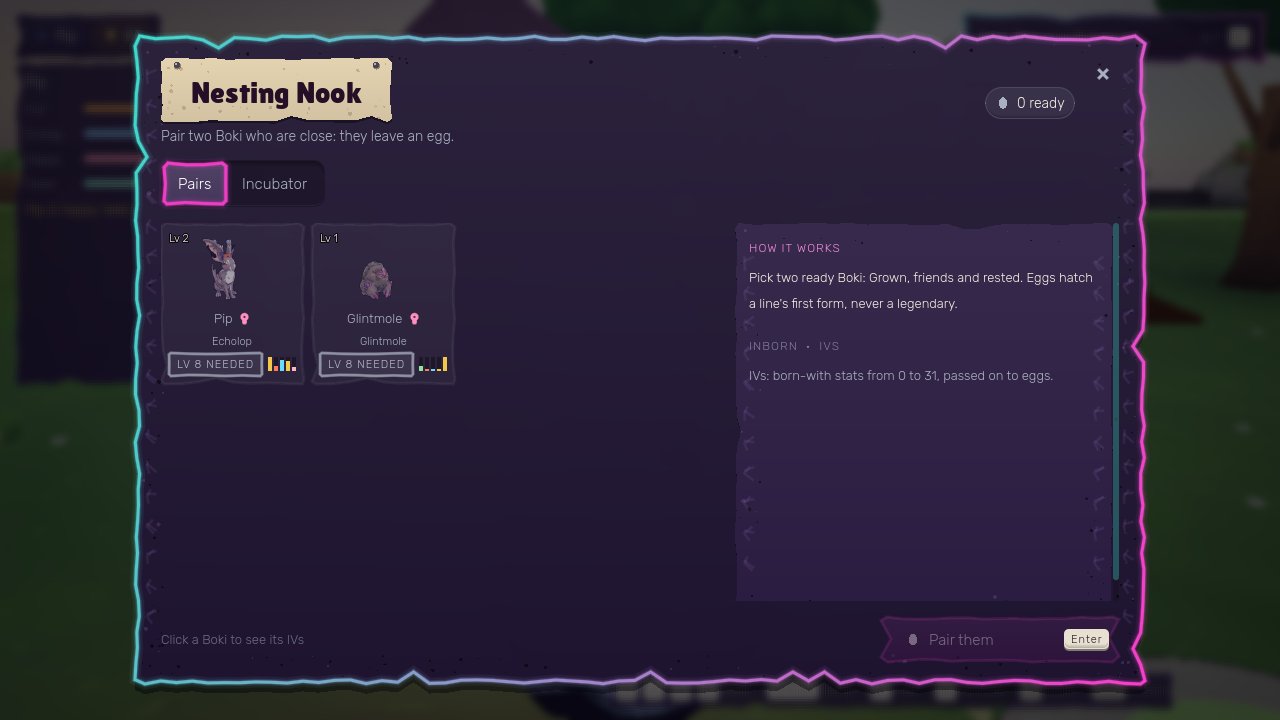 Nesting Nook
0 ready
Pair two Boki who are close: they leave an egg.
Pairs
Incubator
Lv 2
Pip
Echolop
LV 8 NEEDED
Lv 1
Glintmole
Glintmole
LV 8 NEEDED
HOW IT WORKS
Pick two ready Boki: Grown, friends and rested. Eggs hatch
a line's first form, never a legendary.
INBORN • IVS
IVs: born-with stats from 0 to 31, passed on to eggs.
Click a Boki to see its IVs
Pair them
Enter